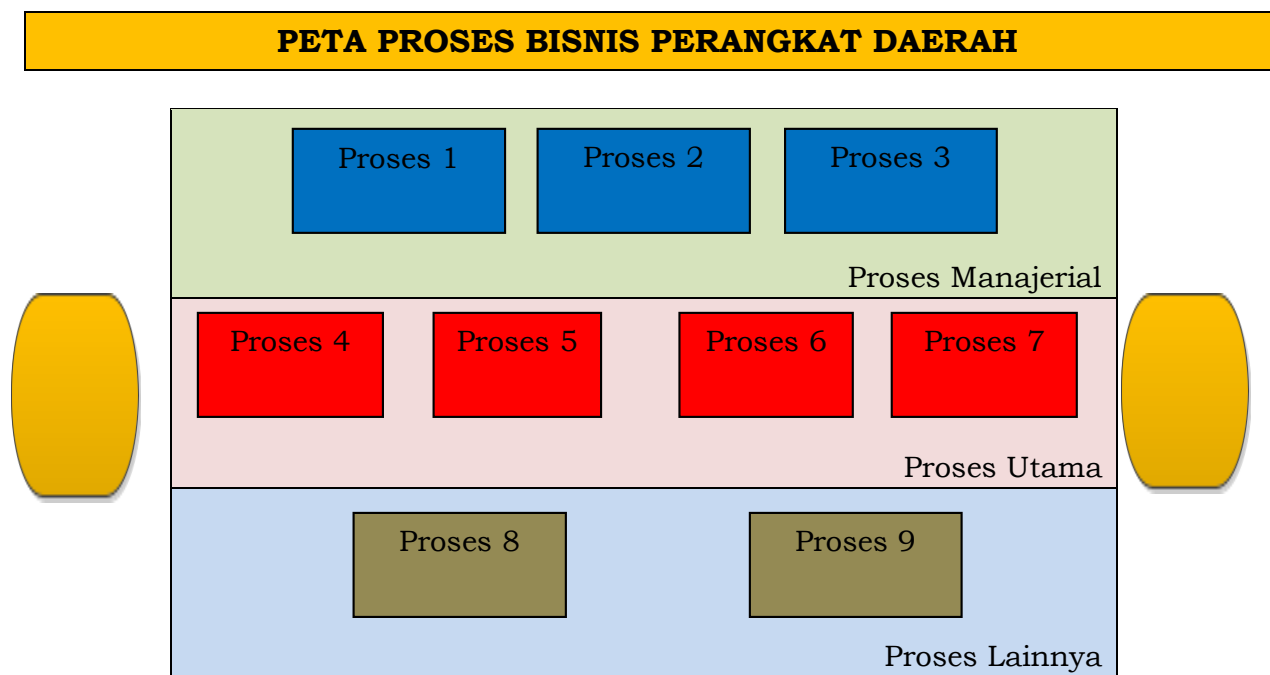 PETA PROSES BISNIS PERANGKAT DAERAH
Proses 1
Proses 2
Proses 3
Proses Manajerial
Proses 4
Proses 5
Proses 6
Proses 7
Proses Utama
Proses 8
Proses 9
Proses Lainnya